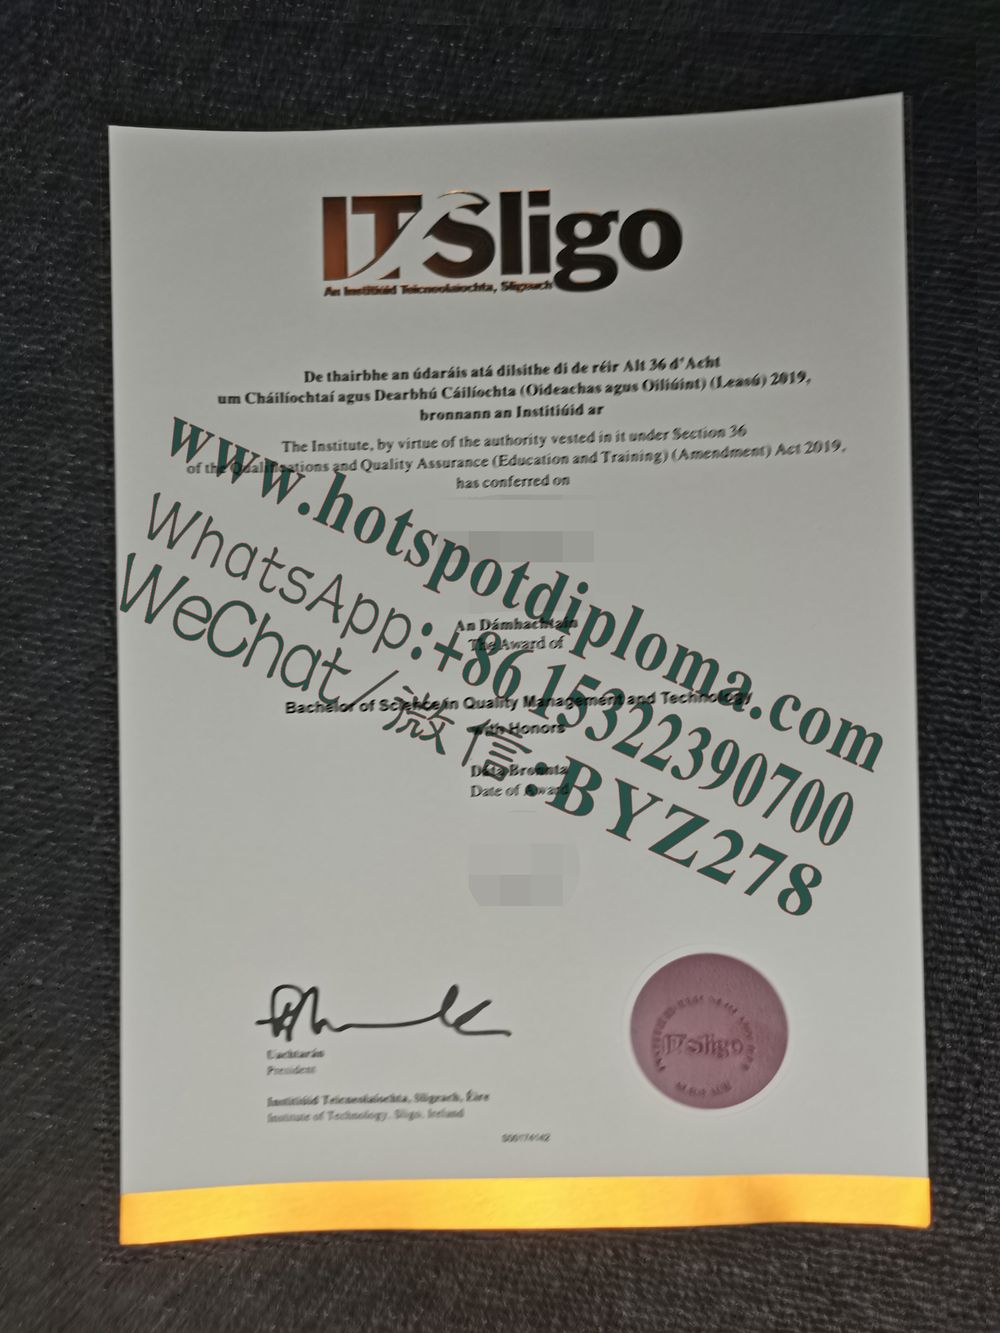 ITSligo
An Institiúid Teicneolaíochta, Sligeach
De thairbhe an údaráis atá dílsithe di de réir Alt 36 d'Acht
um Cháilíochtaí agus Dearbhú Cáilíochta (Oideachas agus Oiliúint) (Leasú) 2019,
bronnann an Institiúid ar
The Institute, by virtue of the authority vested in it under Section 36
of the Qualifications and Quality Assurance (Education and Training) (Amendment) Act 2019,
has conferred on
www.hotspotdiploma.com
WhatsApp:+86 15322390700
WeChat/微信:BYZ278
An Dámhachtain
The Award of
Bachelor of Science in Quality Management and Technology
with Honors
Dáta Bronnta
Date of Award
Uachtarán
President
Institiúid Teicneolaíochta, Sligeach, Éire
Institute of Technology, Sligo, Ireland
ITSligo